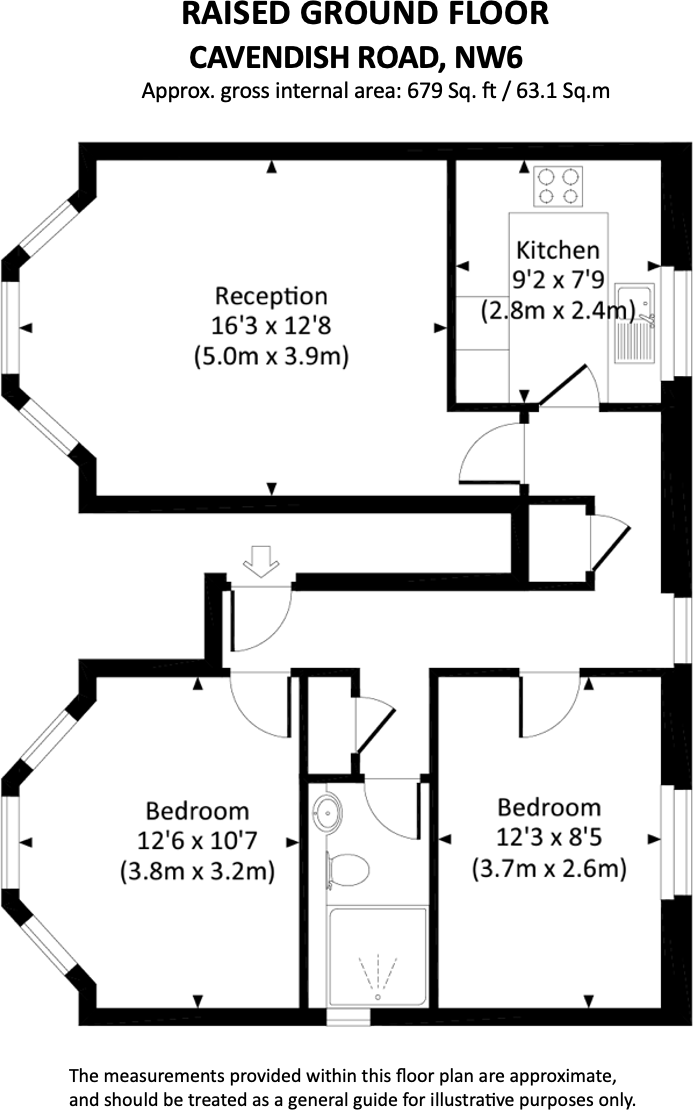 RAISED GROUND FLOOR
CAVENDISH ROAD, NW6
Approx. gross internal area: 679 Sq. ft / 63.1 Sq.m
Kitchen
9'2 x 7'9
(2.8m x 2.4m)
Reception
16'3 x 12'8
(5.0m x 3.9m)
Bedroom
12'6 x 10'7
(3.8m x 3.2m)
Bedroom
12'3 x 8'5
(3.7m x 2.6m)
The measurements provided within this floor plan are approximate,
and should be treated as a general guide for illustrative purposes only.